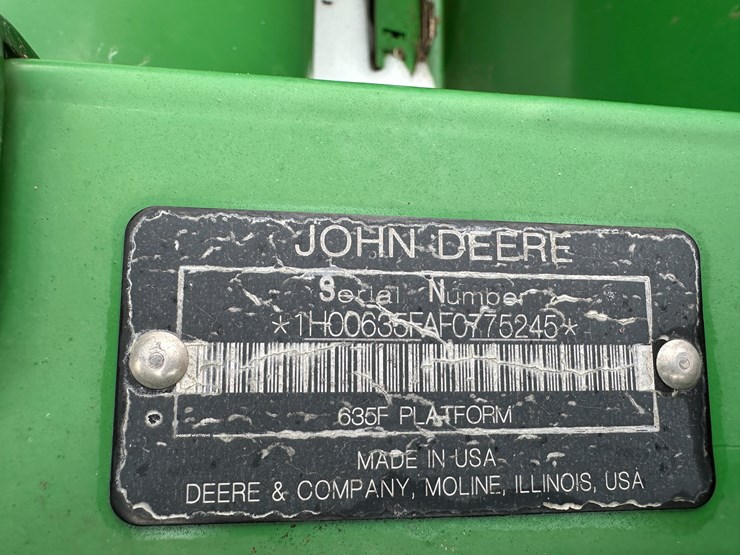 JOHN DEERE
Serial Number
*1H00635FAF0775245*
635F PLATFORM
MADE IN USA
DEERE & COMPANY, MOLINE, ILLINOIS, USA